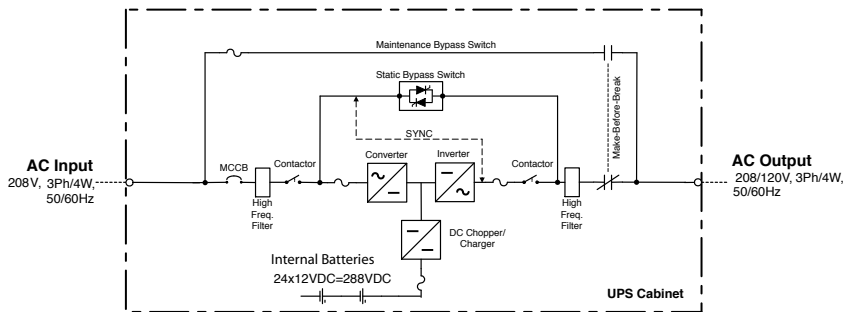 Maintenance Bypass Switch
Static Bypass Switch
Make-Before-Break
SYNC
AC Input
208V, 3Ph/4W,
50/60Hz
MCCB
Contactor
High
Freq.
Filter
Converter
Inverter
Contactor
High
Freq.
Filter
AC Output
208/120V, 3Ph/4W,
50/60Hz
DC Chopper/
Charger
Internal Batteries
24x12VDC=288VDC
UPS Cabinet